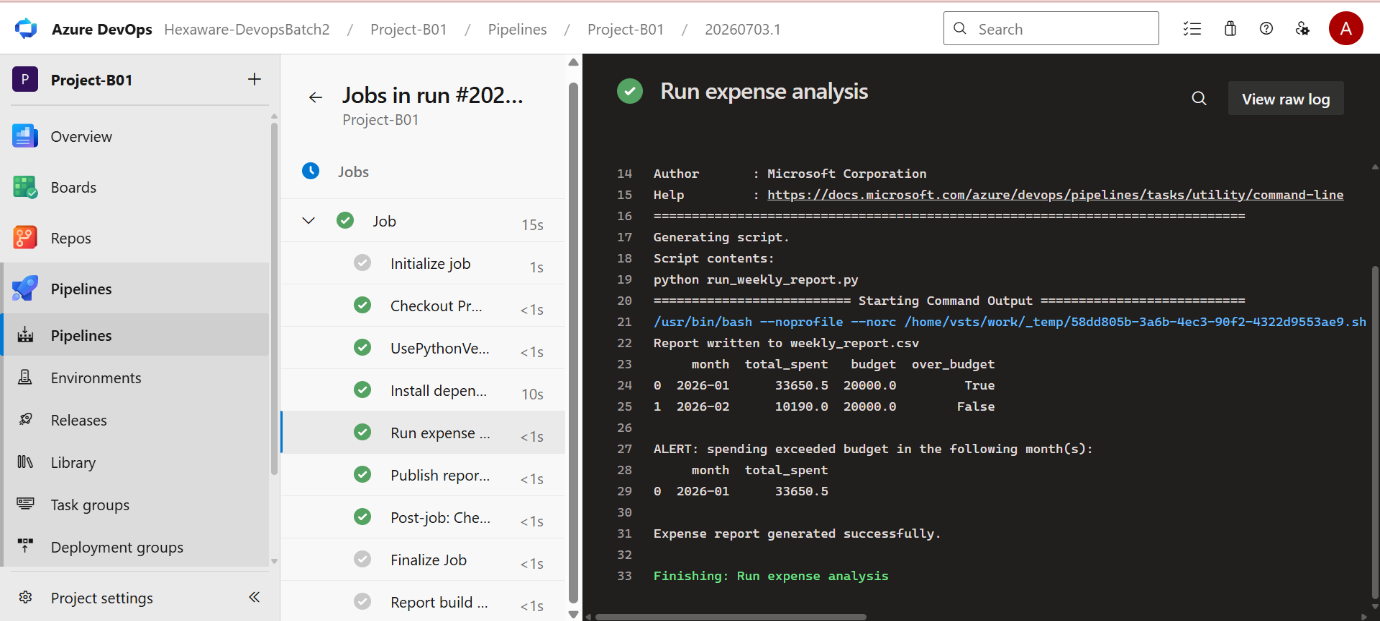 Azure DevOps Hexaware-DevopsBatch2 / Project-B01 / Pipelines / Project-B01 / 20260703.1 Search A
P Project-B01 +
Overview
Boards
Repos
Pipelines
Pipelines
Environments
Releases
Library
Task groups
Deployment groups
Project settings
Jobs in run #202...
Project-B01
Jobs
Job 15s
Initialize job 1s
Checkout Pr... <1s
UsePythonVe... <1s
Install depen... 10s
Run expense ... <1s
Publish repor... <1s
Post-job: Che... <1s
Finalize Job <1s
Report build ... <1s
Run expense analysis
View raw log
14 Author       : Microsoft Corporation
15 Help         : https://docs.microsoft.com/azure/devops/pipelines/tasks/utility/command-line
16 ==============================================================================
17 Generating script.
18 Script contents:
19 python run_weekly_report.py
20 ========================== Starting Command Output ===========================
21 /usr/bin/bash --noprofile --norc /home/vsts/work/_temp/58dd805b-3a6b-4ec3-90f2-4322d9553ae9.sh
22 Report written to weekly_report.csv
23      month  total_spent   budget  over_budget
24 0  2026-01      33650.5  20000.0         True
25 1  2026-02      10190.0  20000.0        False
26
27 ALERT: spending exceeded budget in the following month(s):
28      month  total_spent
29 0  2026-01      33650.5
30
31 Expense report generated successfully.
32
33 Finishing: Run expense analysis